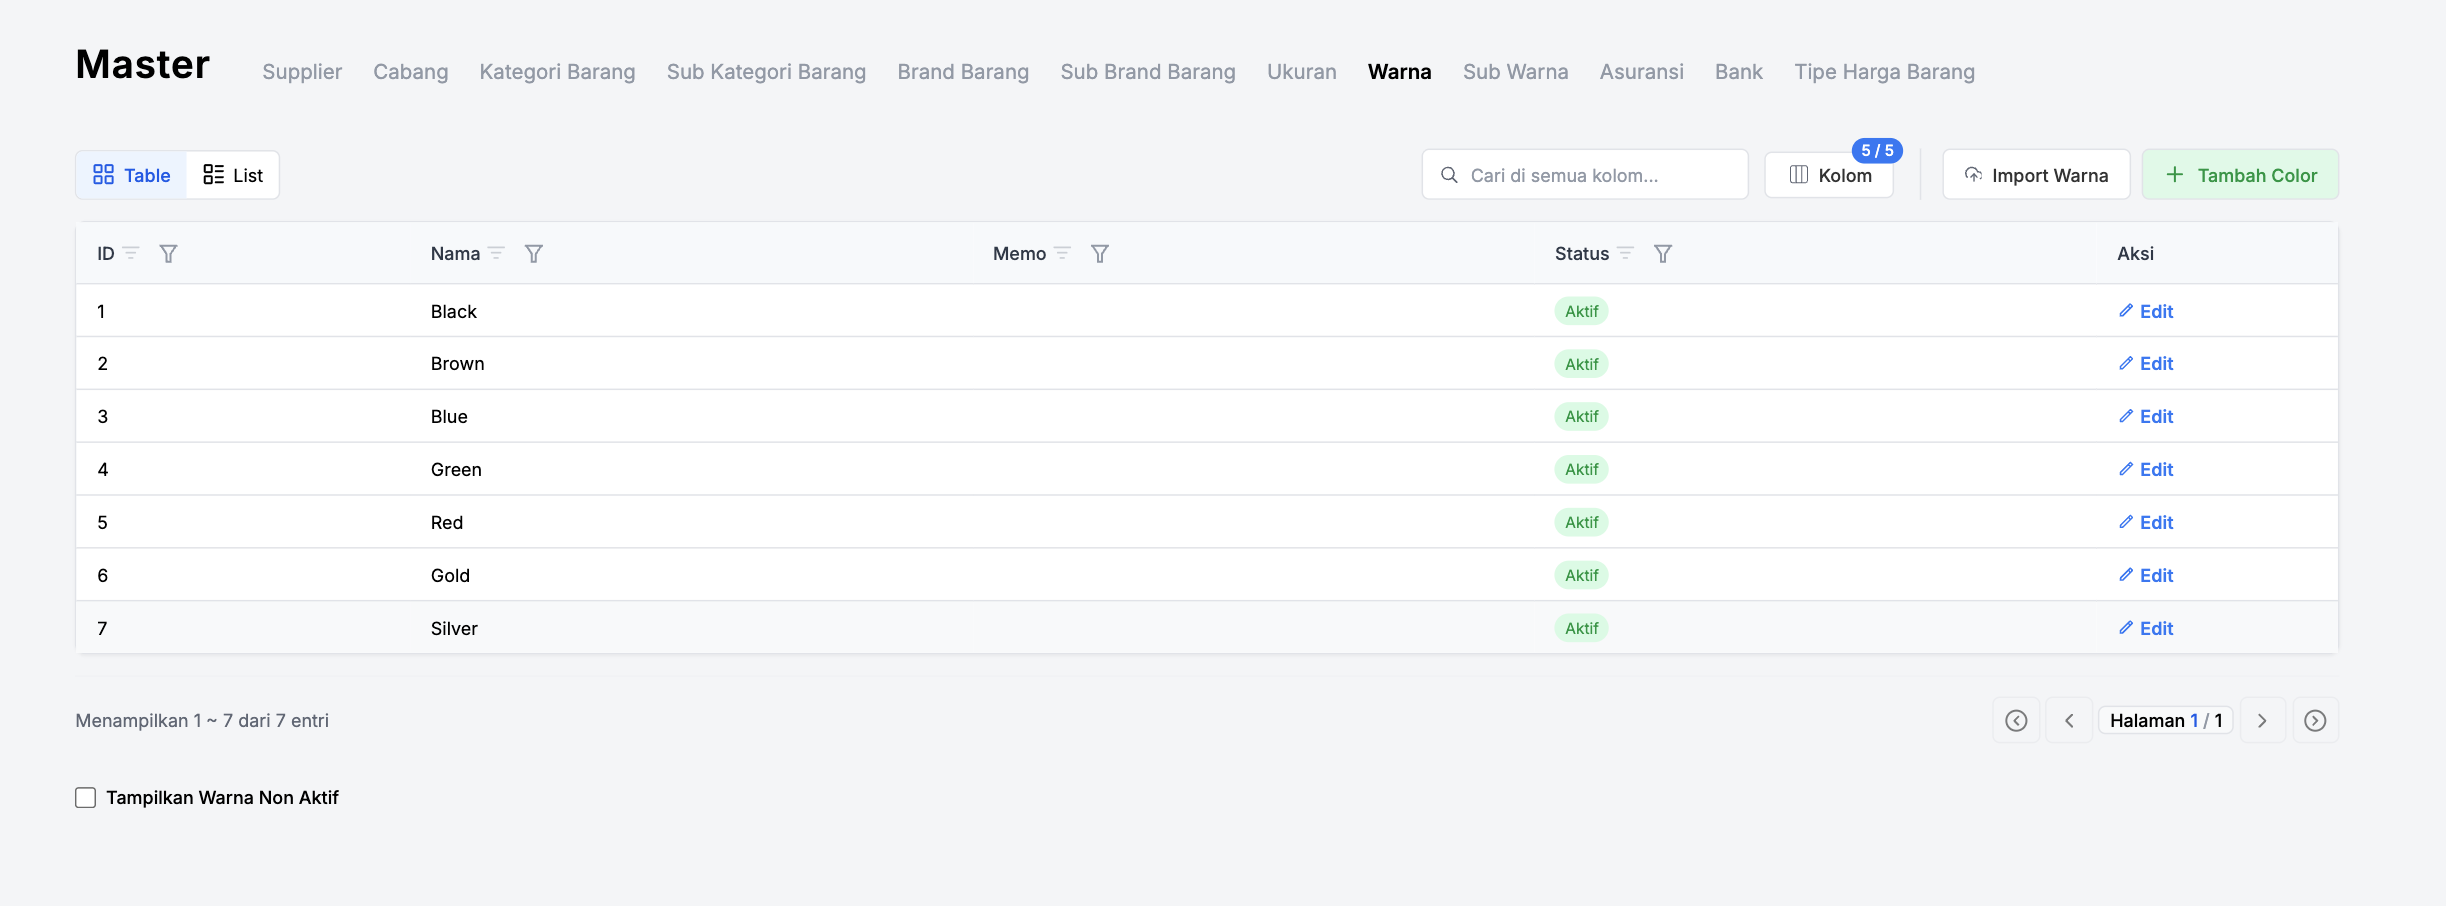 Master Supplier Cabang Kategori Barang Sub Kategori Barang Brand Barang Sub Brand Barang Ukuran Warna Sub Warna Asuransi Bank Tipe Harga Barang
5 / 5
Table List Cari di semua kolom... Kolom Import Warna + Tambah Color
ID Nama Memo Status Aksi
1 Black Aktif Edit
2 Brown Aktif Edit
3 Blue Aktif Edit
4 Green Aktif Edit
5 Red Aktif Edit
6 Gold Aktif Edit
7 Silver Aktif Edit
Menampilkan 1 ~ 7 dari 7 entri Halaman 1 / 1
Tampilkan Warna Non Aktif